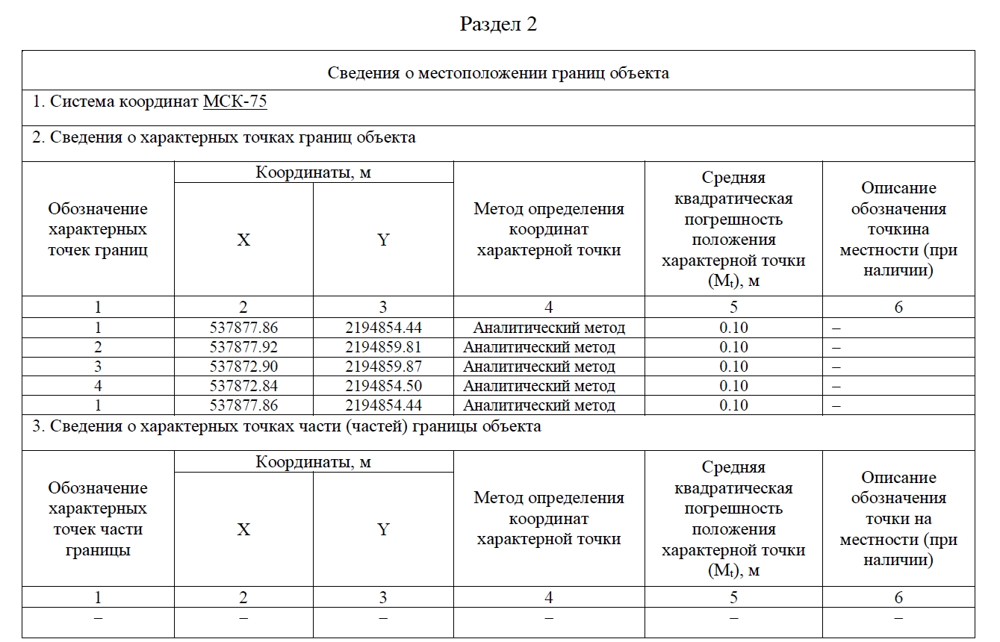 Раздел 2
Сведения о местоположении границ объекта
1. Система координат МСК-75
2. Сведения о характерных точках границ объекта
Обозначение
характерных
точек границ
Координаты, м
X
Y
Метод определения
координат
характерной точки
Средняя
квадратическая
погрешность
положения
характерной точки
(Mt), м
Описание
обозначения
точкина
местности (при
наличии)
1 2 3 4 5 6
1 537877.86 2194854.44 Аналитический метод 0.10 –
2 537877.92 2194859.81 Аналитический метод 0.10 –
3 537872.90 2194859.87 Аналитический метод 0.10 –
4 537872.84 2194854.50 Аналитический метод 0.10 –
1 537877.86 2194854.44 Аналитический метод 0.10 –
3. Сведения о характерных точках части (частей) границы объекта
Обозначение
характерных
точек части
границы
Координаты, м
X
Y
Метод определения
координат
характерной точки
Средняя
квадратическая
погрешность
положения
характерной точки
(Mt), м
Описание
обозначения
точки на
местности (при
наличии)
1 2 3 4 5 6
– – – – – –